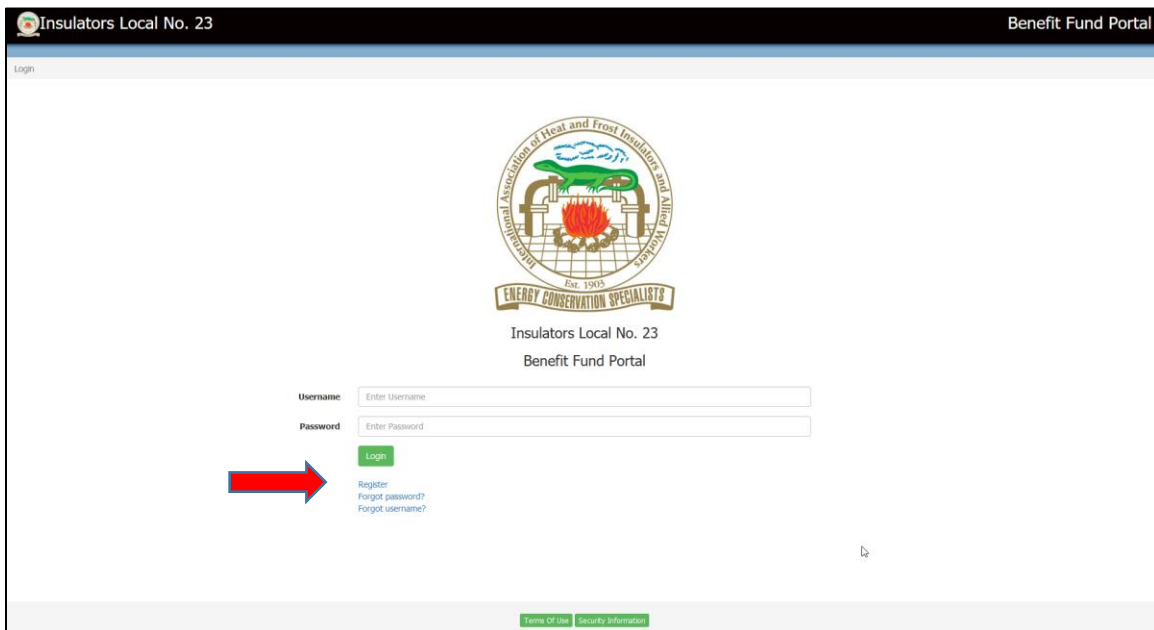 Insulators Local No. 23
Benefit Fund Portal
Login
International Association of Heat and Frost Insulators and Allied Workers
Est. 1903
ENERGY CONSERVATION SPECIALISTS
Insulators Local No. 23
Benefit Fund Portal
Username
Enter Username
Password
Enter Password
Login
Register
Forgot password?
Forgot username?
Terms Of Use
Security Information